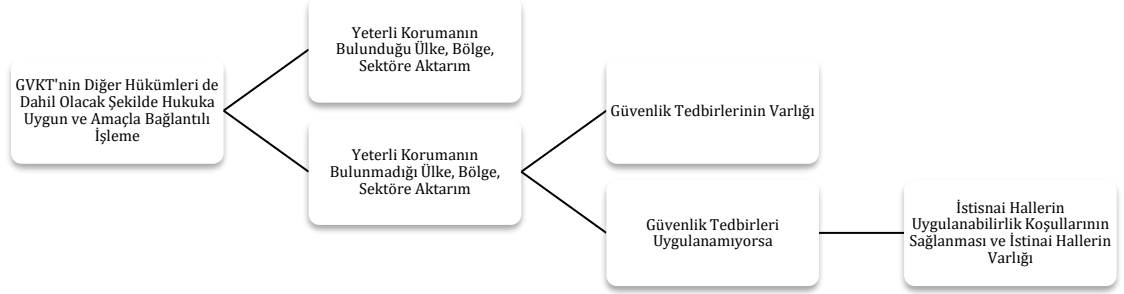 GVKT'nin Diğer Hükümleri de
Dahil Olacak Şekilde Hukuka
Uygun ve Amaçla Bağlantılı
İşleme
Yeterli Korumanın
Bulunduğu Ülke, Bölge,
Sektöre Aktarım
Yeterli Korumanın
Bulunmadığı Ülke, Bölge,
Sektöre Aktarım
Güvenlik Tedbirlerinin Varlığı
Güvenlik Tedbirleri
Uygulanamıyorsa
İstisnai Hallerin
Uygulanabilirlik Koşullarının
Sağlanması ve İstinai Hallerin
Varlığı